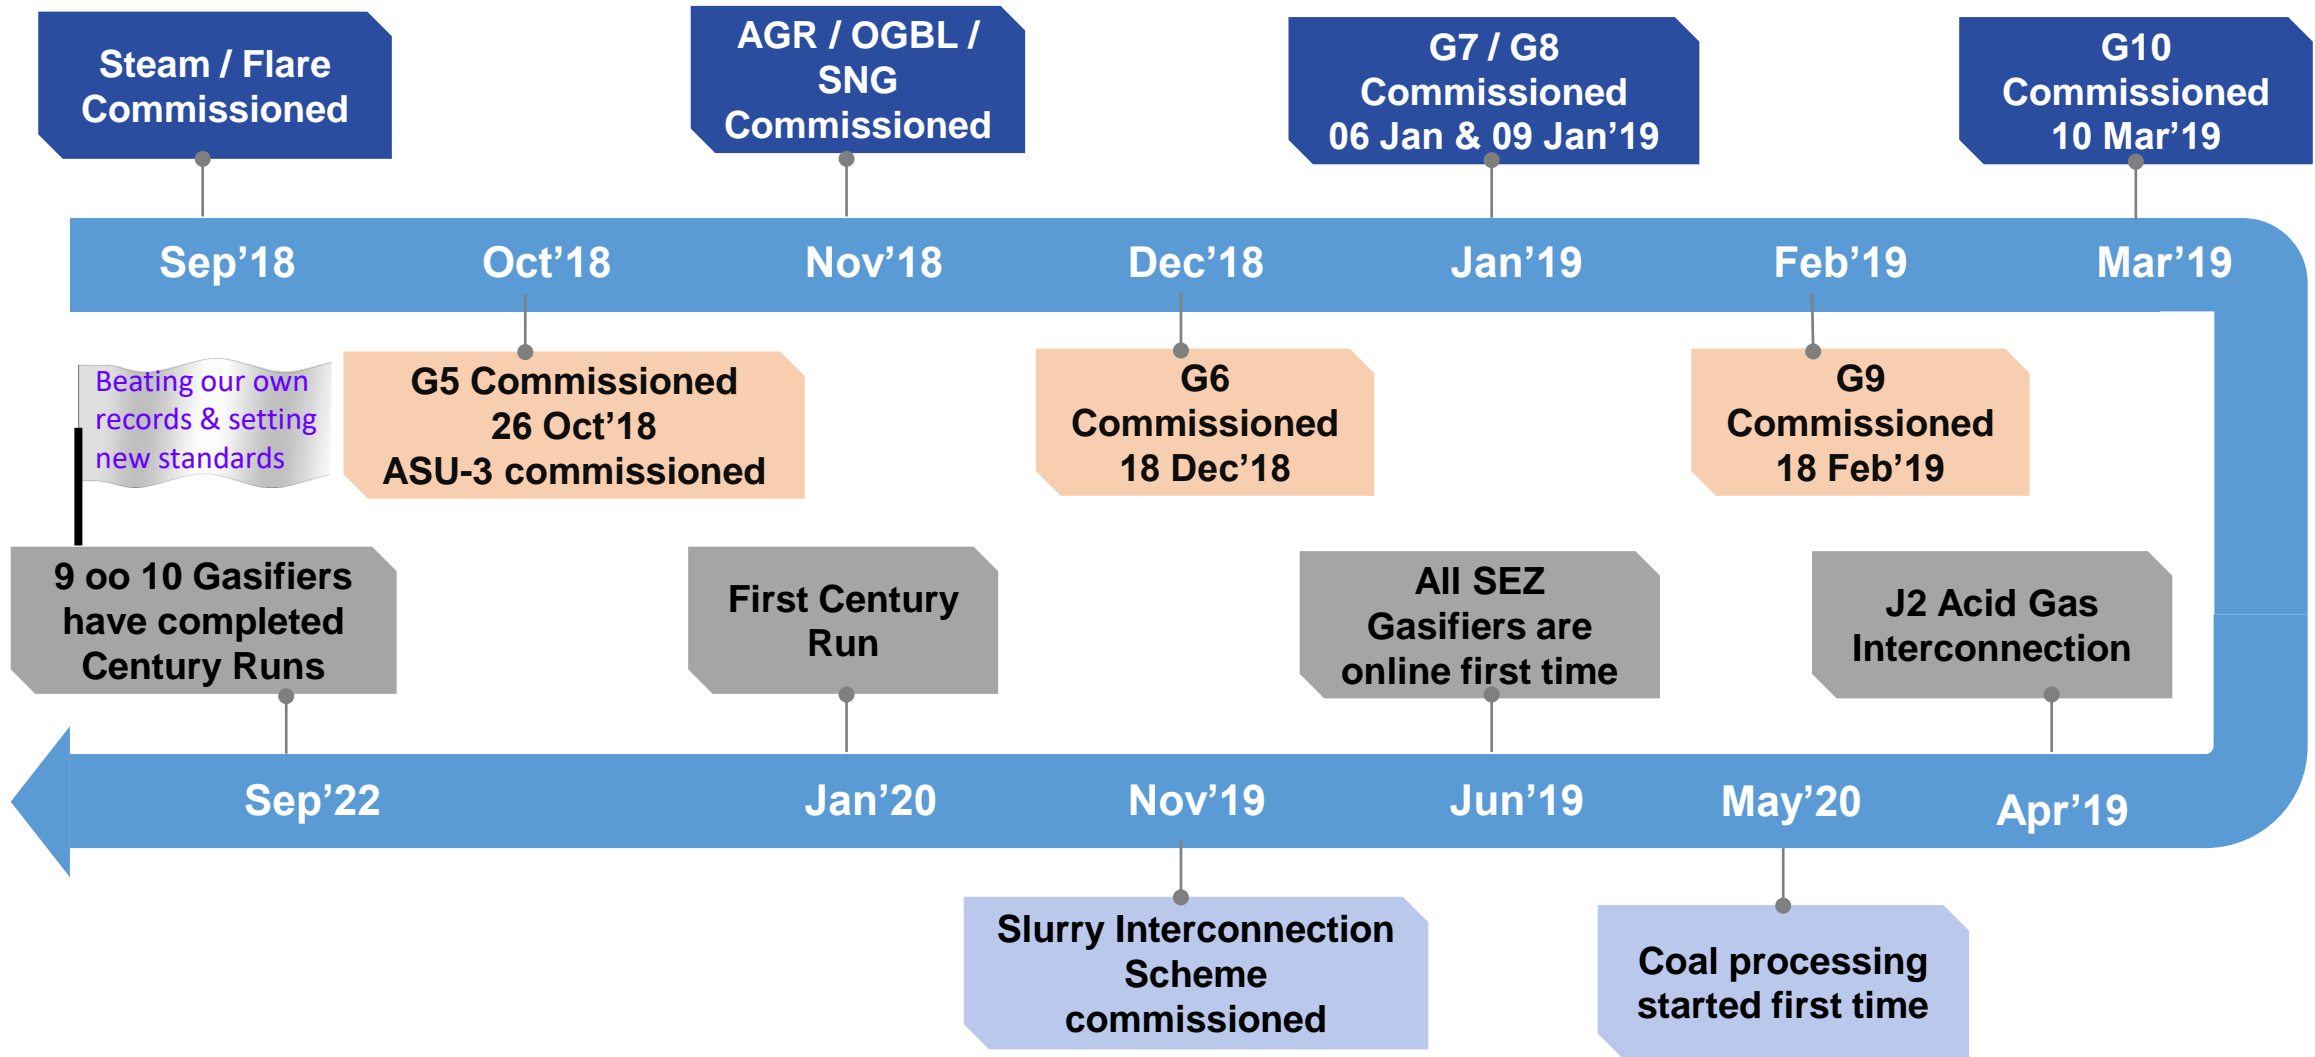 Steam / Flare
Commissioned
AGR / OGBL /
SNG
Commissioned
G7 / G8
Commissioned
06 Jan & 09 Jan’19
G10
Commissioned
10 Mar’19
Sep’18
Oct’18
Nov’18
Dec’18
Jan’19
Feb’19
Mar’19
Beating our own
records & setting
new standards
G5 Commissioned
26 Oct’18
ASU-3 commissioned
G6
Commissioned
18 Dec’18
G9
Commissioned
18 Feb’19
9 oo 10 Gasifiers
have completed
Century Runs
First Century
Run
All SEZ
Gasifiers are
online first time
J2 Acid Gas
Interconnection
Sep’22
Jan’20
Nov’19
Jun’19
May’20
Apr’19
Slurry Interconnection
Scheme
commissioned
Coal processing
started first time